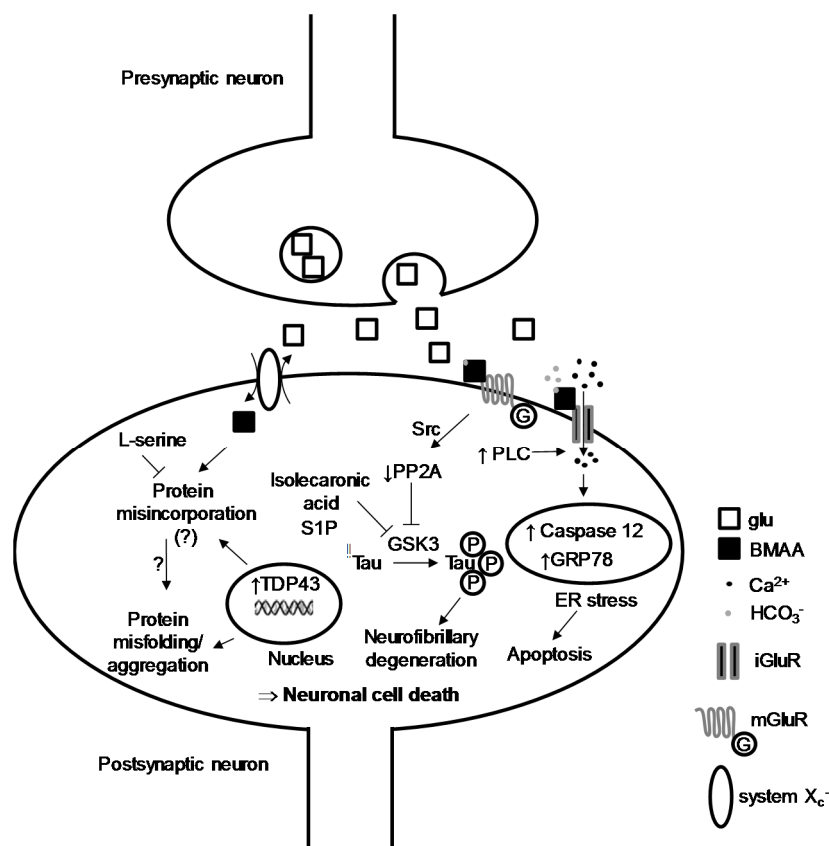 Presynaptic neuron
G
Src
L-serine
↑ PLC
↓PP2A
Isolecaronic
acid
S1P
Protein
misincorporation
(?)
GSK3
P
Tau
Tau
P
P
↑ Caspase 12
↑GRP78
?
↑TDP43
ER stress
Protein
misfolding/
aggregation
Nucleus
Neurofibrillary
degeneration
Apoptosis
⇒ Neuronal cell death
Postsynaptic neuron
glu
BMAA
Ca²⁺
HCO₃⁻
iGluR
mGluR
G
system Xc⁻